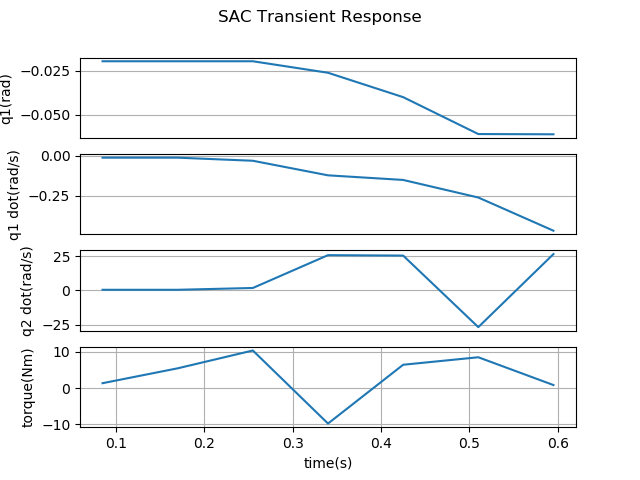 SAC Transient Response
q1(rad)
−0.025
−0.050
q1 dot(rad/s)
0.00
−0.25
q2 dot(rad/s)
25
0
−25
torque(Nm)
10
0
−10
0.1 0.2 0.3 0.4 0.5 0.6
time(s)